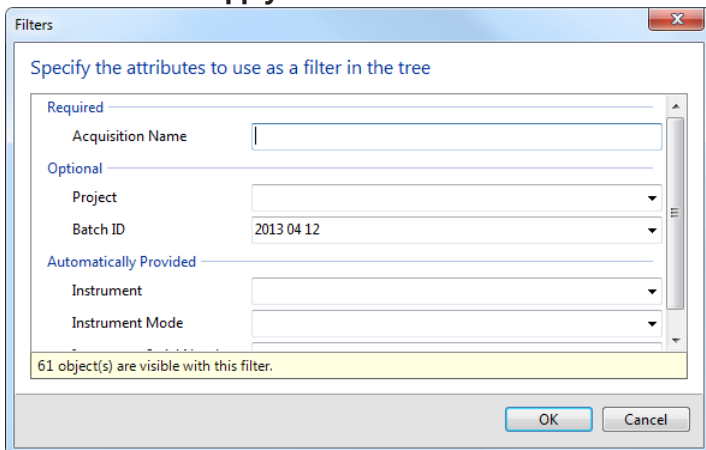 Filters
Specify the attributes to use as a filter in the tree
Required
Acquisition Name
Optional
Project
Batch ID 2013 04 12
Automatically Provided
Instrument
Instrument Mode
61 object(s) are visible with this filter.
OK Cancel